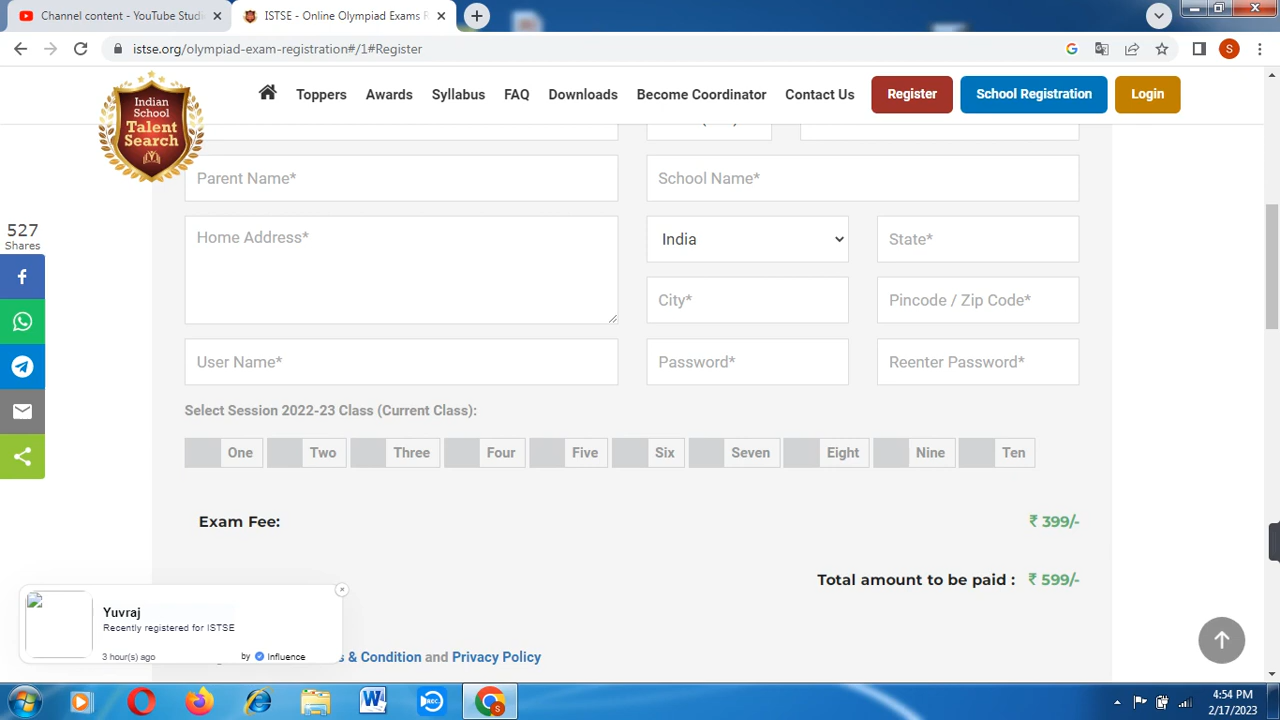 Channel content - YouTube Studi
ISTSE - Online Olympiad Exams R
istse.org/olympiad-exam-registration#/1#Register
S
Indian
School
Talent
Search
Toppers
Awards
Syllabus
FAQ
Downloads
Become Coordinator
Contact Us
Register
School Registration
Login
Parent Name*
School Name*
527
Shares
Home Address*
India
State*
City*
Pincode / Zip Code*
User Name*
Password*
Reenter Password*
Select Session 2022-23 Class (Current Class):
One
Two
Three
Four
Five
Six
Seven
Eight
Nine
Ten
Exam Fee:
₹ 399/-
Total amount to be paid :
₹ 599/-
Yuvraj
Recently registered for ISTSE
3 hour(s) ago
by
Influence
& Condition and Privacy Policy
W
REC
S
4:54 PM
2/17/2023